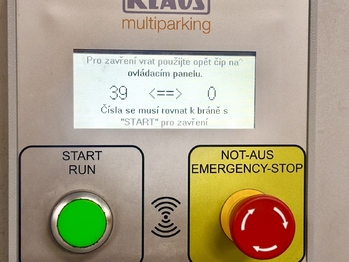 KLAUS
multiparking
Pro zavření vrat použijte opět čip na
ovládacím panelu.
39 <==> 0
Čísla se musí rovnat k bráně s
"START" pro zavření
START
RUN
NOT-AUS
EMERGENCY-STOP